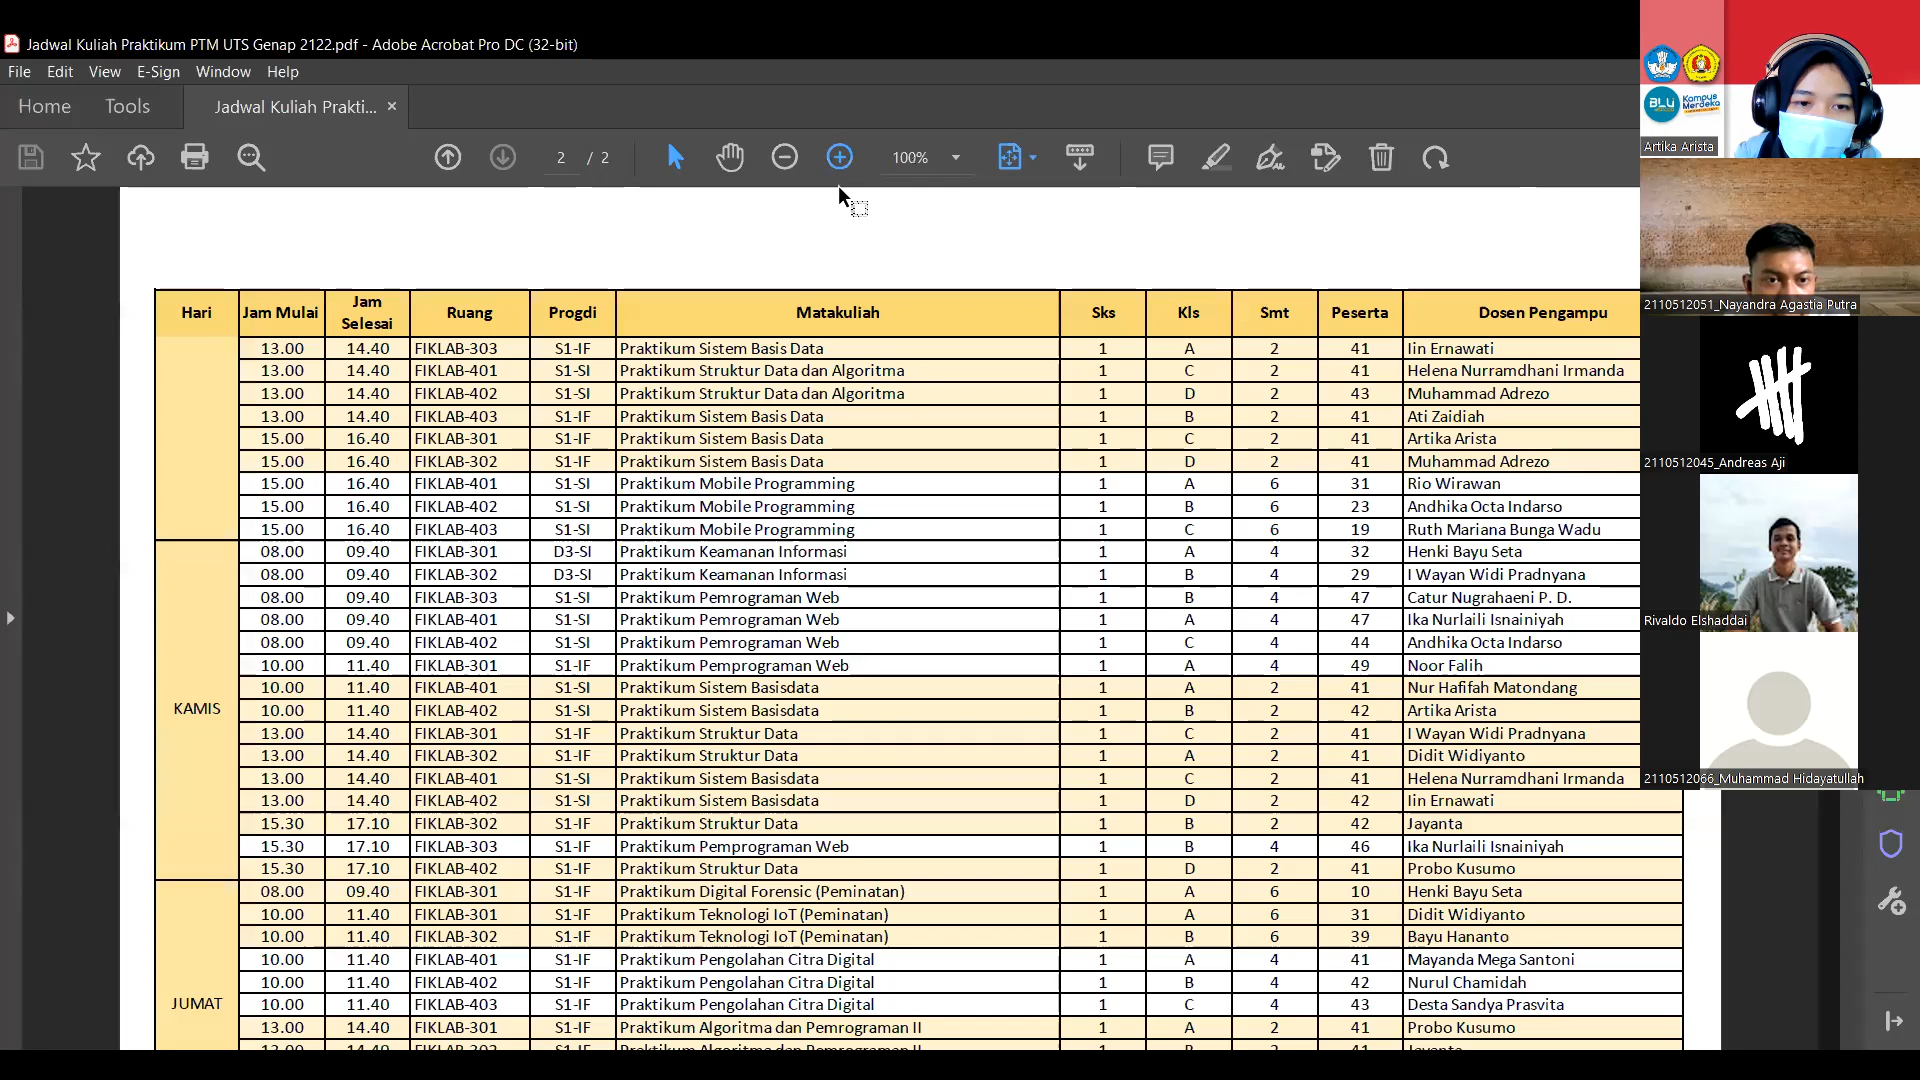 Jadwal Kuliah Praktikum PTM UTS Genap 2122.pdf - Adobe Acrobat Pro DC (32-bit)
File Edit View E-Sign Window Help
Home Tools Jadwal Kuliah Prakti... ×
2 / 2 100%
Hari Jam Mulai Jam Selesai Ruang Progdi Matakuliah Sks Kls Smt Peserta Dosen Pengampu
13.00 14.40 FIKLAB-303 S1-IF Praktikum Sistem Basis Data 1 A 2 41 Iin Ernawati
13.00 14.40 FIKLAB-401 S1-SI Praktikum Struktur Data dan Algoritma 1 C 2 41 Helena Nurramdhani Irmanda
13.00 14.40 FIKLAB-402 S1-SI Praktikum Struktur Data dan Algoritma 1 D 2 43 Muhammad Adrezo
13.00 14.40 FIKLAB-403 S1-IF Praktikum Sistem Basis Data 1 B 2 41 Ati Zaidiah
15.00 16.40 FIKLAB-301 S1-IF Praktikum Sistem Basis Data 1 C 2 41 Artika Arista
15.00 16.40 FIKLAB-302 S1-IF Praktikum Sistem Basis Data 1 D 2 41 Muhammad Adrezo
15.00 16.40 FIKLAB-401 S1-SI Praktikum Mobile Programming 1 A 6 31 Rio Wirawan
15.00 16.40 FIKLAB-402 S1-SI Praktikum Mobile Programming 1 B 6 23 Andhika Octa Indarso
15.00 16.40 FIKLAB-403 S1-SI Praktikum Mobile Programming 1 C 6 19 Ruth Mariana Bunga Wadu
KAMIS
08.00 09.40 FIKLAB-301 D3-SI Praktikum Keamanan Informasi 1 A 4 32 Henki Bayu Seta
08.00 09.40 FIKLAB-302 D3-SI Praktikum Keamanan Informasi 1 B 4 29 I Wayan Widi Pradnyana
08.00 09.40 FIKLAB-303 S1-SI Praktikum Pemrograman Web 1 B 4 47 Catur Nugrahaeni P. D.
08.00 09.40 FIKLAB-401 S1-SI Praktikum Pemrograman Web 1 A 4 47 Ika Nurlaili Isnainiyah
08.00 09.40 FIKLAB-402 S1-SI Praktikum Pemrograman Web 1 C 4 44 Andhika Octa Indarso
10.00 11.40 FIKLAB-301 S1-IF Praktikum Pemprograman Web 1 A 4 49 Noor Falih
10.00 11.40 FIKLAB-401 S1-SI Praktikum Sistem Basisdata 1 A 2 41 Nur Hafifah Matondang
10.00 11.40 FIKLAB-402 S1-SI Praktikum Sistem Basisdata 1 B 2 42 Artika Arista
13.00 14.40 FIKLAB-301 S1-IF Praktikum Struktur Data 1 C 2 41 I Wayan Widi Pradnyana
13.00 14.40 FIKLAB-302 S1-IF Praktikum Struktur Data 1 A 2 41 Didit Widiyanto
13.00 14.40 FIKLAB-401 S1-SI Praktikum Sistem Basisdata 1 C 2 41 Helena Nurramdhani Irmanda
13.00 14.40 FIKLAB-402 S1-SI Praktikum Sistem Basisdata 1 D 2 42 Iin Ernawati
15.30 17.10 FIKLAB-302 S1-IF Praktikum Struktur Data 1 B 2 42 Jayanta
15.30 17.10 FIKLAB-303 S1-IF Praktikum Pemprograman Web 1 B 4 46 Ika Nurlaili Isnainiyah
15.30 17.10 FIKLAB-402 S1-IF Praktikum Struktur Data 1 D 2 41 Probo Kusumo
JUMAT
08.00 09.40 FIKLAB-301 S1-IF Praktikum Digital Forensic (Peminatan) 1 A 6 10 Henki Bayu Seta
10.00 11.40 FIKLAB-301 S1-IF Praktikum Teknologi IoT (Peminatan) 1 A 6 31 Didit Widiyanto
10.00 11.40 FIKLAB-302 S1-IF Praktikum Teknologi IoT (Peminatan) 1 B 6 39 Bayu Hananto
10.00 11.40 FIKLAB-401 S1-IF Praktikum Pengolahan Citra Digital 1 A 4 41 Mayanda Mega Santoni
10.00 11.40 FIKLAB-402 S1-IF Praktikum Pengolahan Citra Digital 1 B 4 42 Nurul Chamidah
10.00 11.40 FIKLAB-403 S1-IF Praktikum Pengolahan Citra Digital 1 C 4 43 Desta Sandya Prasvita
13.00 14.40 FIKLAB-301 S1-IF Praktikum Algoritma dan Pemrograman II 1 A 2 41 Probo Kusumo
BLU
Kampus Merdeka
Artika Arista
2110512051_Nayandra Agastia Putra
2110512045_Andreas Aji
Rivaldo Elshaddai
2110512066_Muhammad Hidayatullah